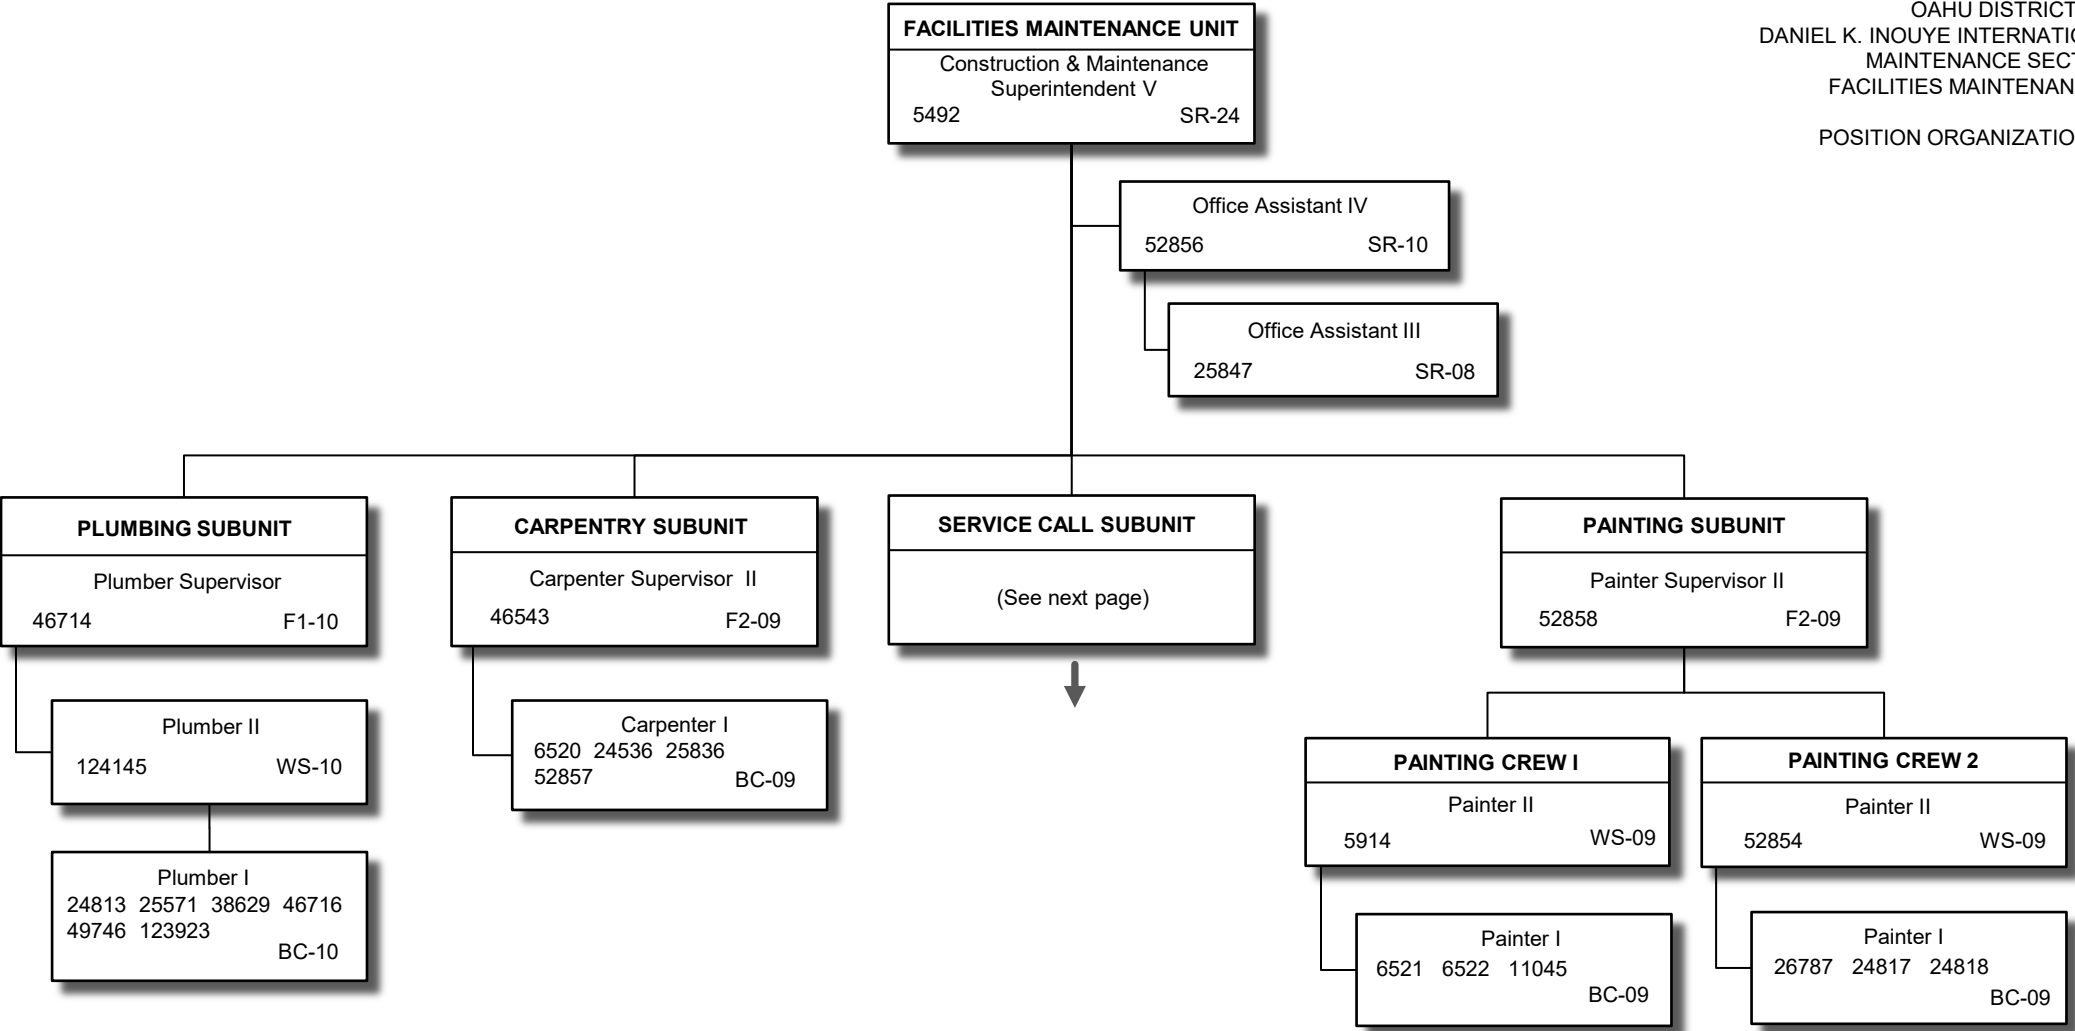 OAHU DISTRICT
DANIEL K. INOUYE
MAINTENANCE
FACILITIES
POSITION
FACILITIES MAINTENANCE UNIT
Construction & Maintenance
Superintendent V
5492 SR-24
Office Assistant IV
52856 SR-10
Office Assistant III
25847 SR-08
PLUMBING SUBUNIT
Plumber Supervisor
46714 F1-10
Plumber II
124145 WS-10
Plumber I
24813 25571 38629 46716
49746 123923
BC-10
CARPENTRY SUBUNIT
Carpenter Supervisor II
46543 F2-09
Carpenter I
6520 24536 25836
52857 BC-09
SERVICE CALL SUBUNIT
(See next page)
PAINTING SUBUNIT
Painter Supervisor II
52858 F2-09
PAINTING CREW I
Painter II
5914 WS-09
Painter I
6521 6522 11045
BC-09
PAINTING CREW 2
Painter II
52854 WS-09
Painter I
26787 24817 24818
BC-09